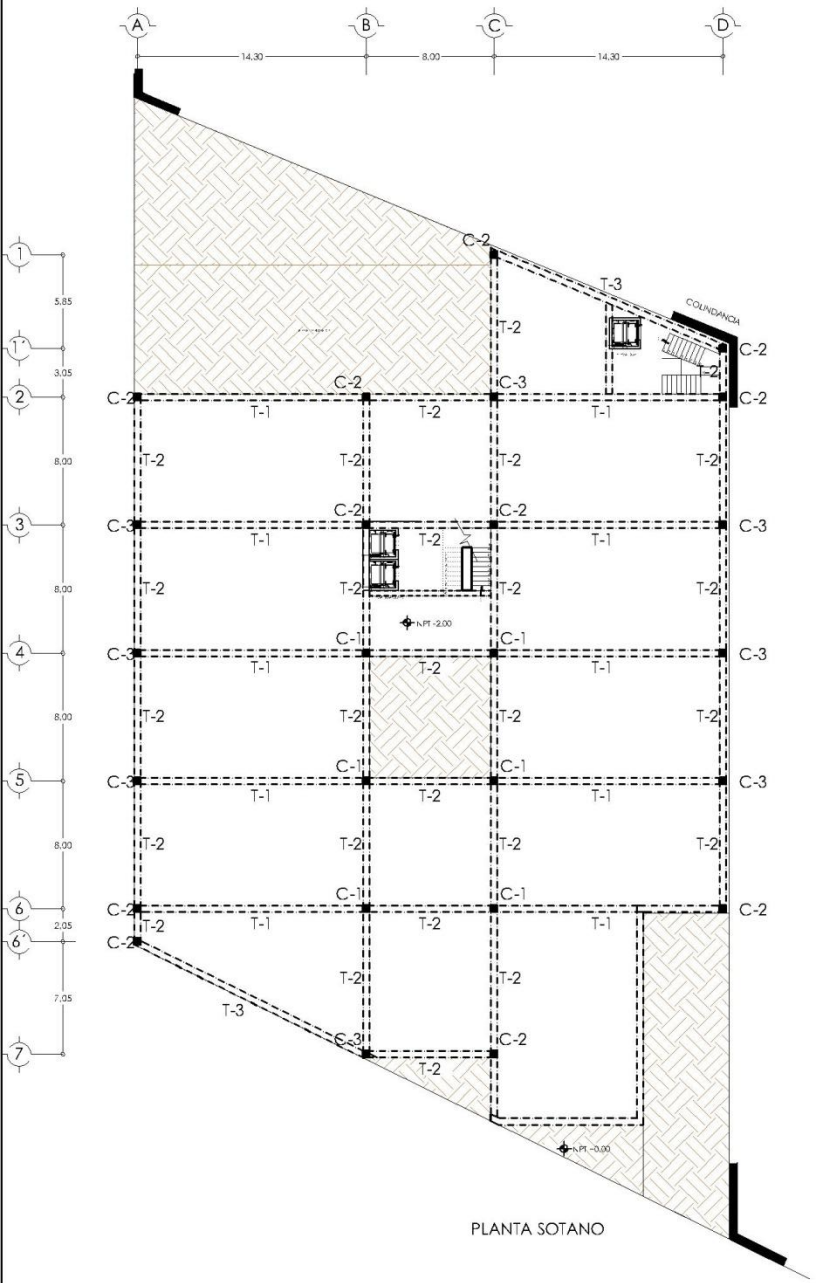 A B C D
14.30 8.00 14.30
C-2
1
T-3
COLINDANCIA
5.85
T-2
1'
C-2
T-2
3.05
C-2
2
C-2 C-3 C-2
T-1 T-2 T-1
8.00
T-2 T-2 T-2 T-2
C-2 C-2
3
C-3 C-3
T-1 T-2 T-1
8.00
T-2 T-2 T-2 T-2
NPT -2.00
C-1 C-1
4
C-3 C-3
T-1 T-2 T-1
8.00
T-2 T-2 T-2 T-2
C-1 C-1
5
C-3 C-3
T-1 T-2 T-1
8.00
T-2 T-2 T-2 T-2
C-1 C-1
6
C-2 C-2
T-1 T-2 T-1
2.05
T-2
6'
C-2
T-2 T-2
7.05
T-3
C-3 C-2
7
T-2
NPT -0.00
PLANTA SOTANO